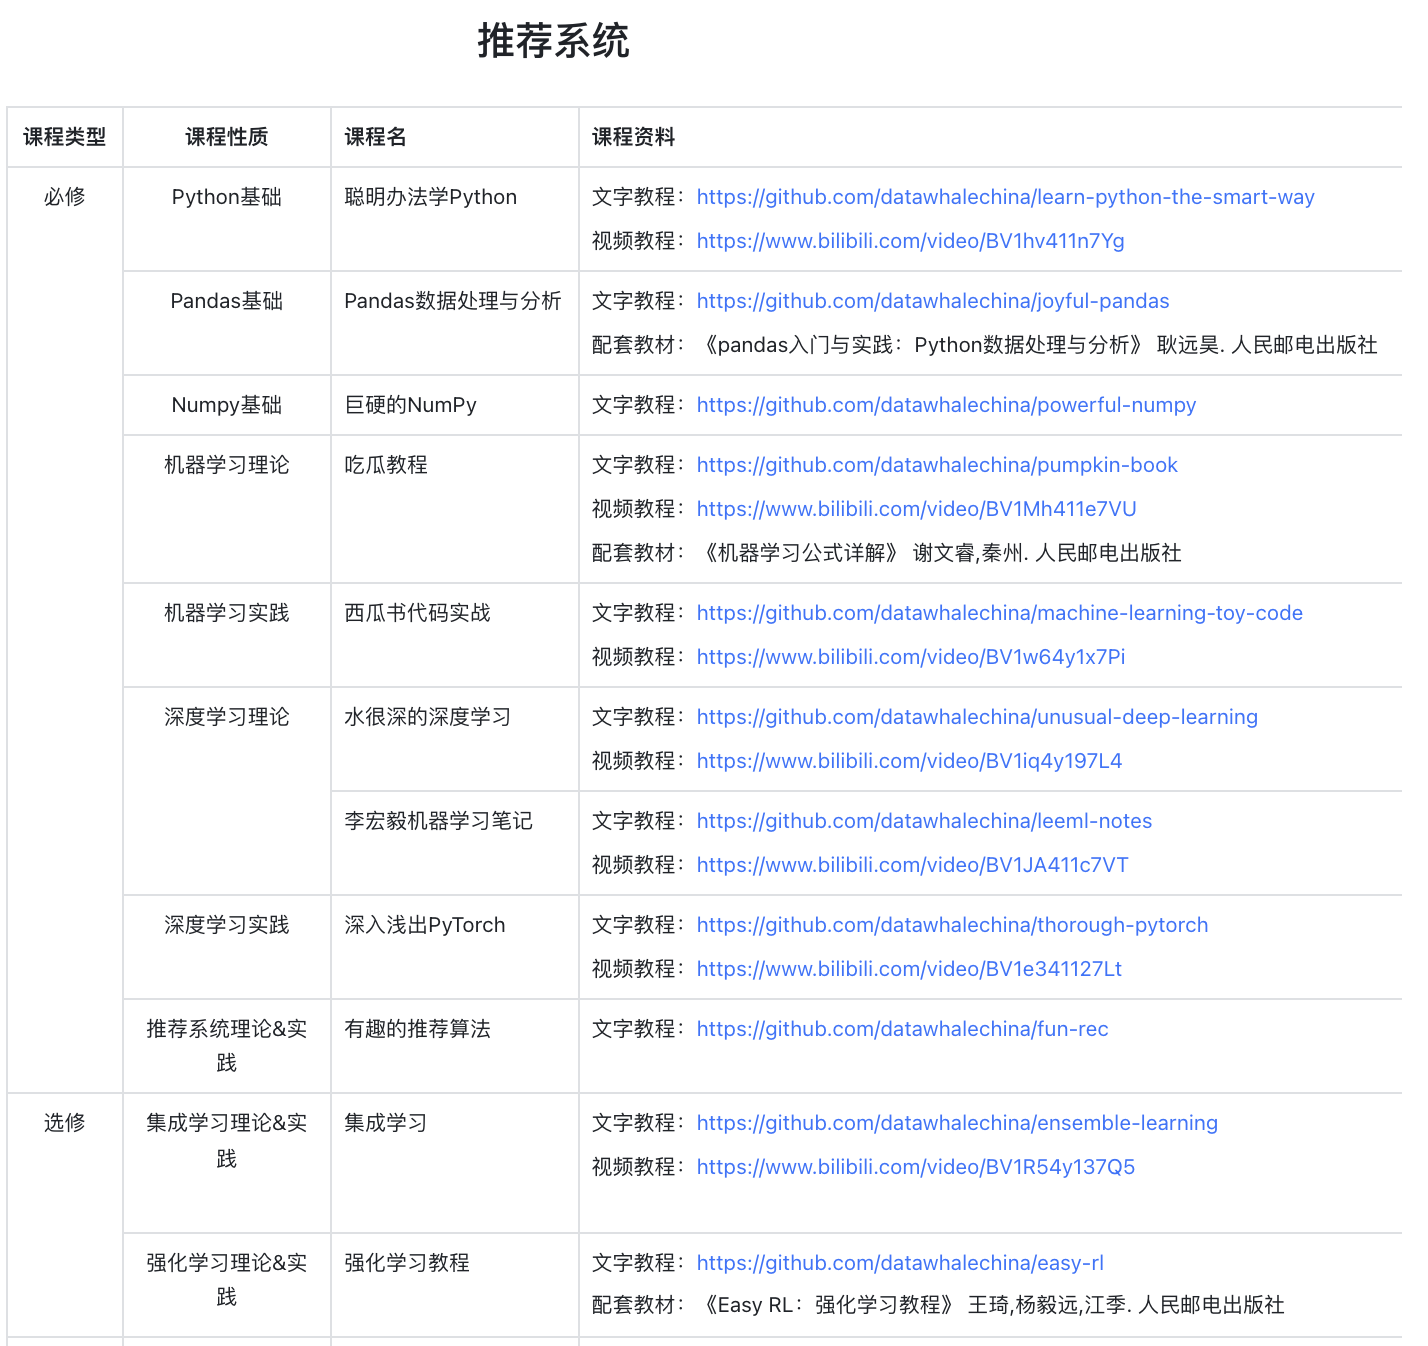 推荐系统
课程类型 课程性质 课程名 课程资料
必修 Python基础 聪明办法学Python 文字教程：https://github.com/datawhalechina/learn-python-the-smart-way
视频教程：https://www.bilibili.com/video/BV1hv411n7Yg
Pandas基础 Pandas数据处理与分析 文字教程：https://github.com/datawhalechina/joyful-pandas
配套教材：《pandas入门与实践：Python数据处理与分析》 耿远昊. 人民邮电出版社
Numpy基础 巨硬的NumPy 文字教程：https://github.com/datawhalechina/powerful-numpy
机器学习理论 吃瓜教程 文字教程：https://github.com/datawhalechina/pumpkin-book
视频教程：https://www.bilibili.com/video/BV1Mh411e7VU
配套教材：《机器学习公式详解》 谢文睿,秦州. 人民邮电出版社
机器学习实践 西瓜书代码实战 文字教程：https://github.com/datawhalechina/machine-learning-toy-code
视频教程：https://www.bilibili.com/video/BV1w64y1x7Pi
深度学习理论 水很深的深度学习 文字教程：https://github.com/datawhalechina/unusual-deep-learning
视频教程：https://www.bilibili.com/video/BV1iq4y197L4
李宏毅机器学习笔记 文字教程：https://github.com/datawhalechina/leeml-notes
视频教程：https://www.bilibili.com/video/BV1JA411c7VT
深度学习实践 深入浅出PyTorch 文字教程：https://github.com/datawhalechina/thorough-pytorch
视频教程：https://www.bilibili.com/video/BV1e341127Lt
推荐系统理论&实 有趣的推荐算法 文字教程：https://github.com/datawhalechina/fun-rec
践
选修 集成学习理论&实 集成学习 文字教程：https://github.com/datawhalechina/ensemble-learning
践 视频教程：https://www.bilibili.com/video/BV1R54y137Q5
强化学习理论&实 强化学习教程 文字教程：https://github.com/datawhalechina/easy-rl
践 配套教材：《Easy RL：强化学习教程》 王琦,杨毅远,江季. 人民邮电出版社